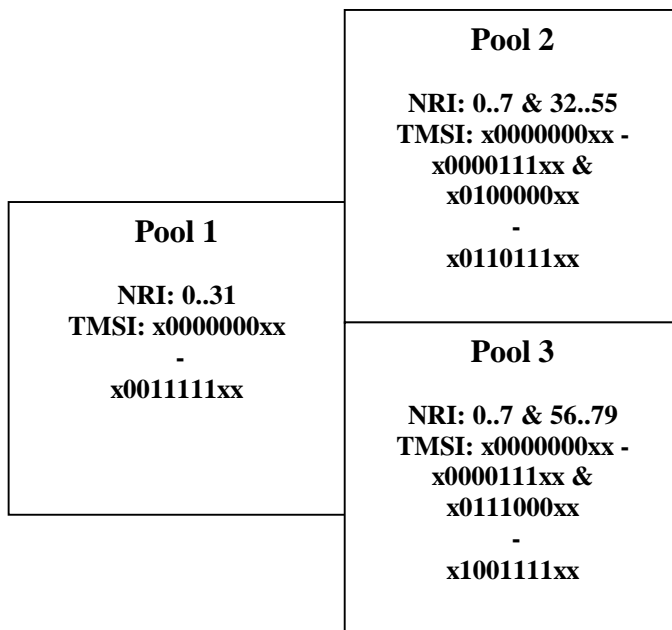 Pool 2
NRI: 0..7 & 32..55
TMSI: x0000000xx -
x0000111xx &
x0100000xx
-
x0110111xx
Pool 1
NRI: 0..31
TMSI: x0000000xx
-
x0011111xx
Pool 3
NRI: 0..7 & 56..79
TMSI: x0000000xx -
x0000111xx &
x0111000xx
-
x1001111xx